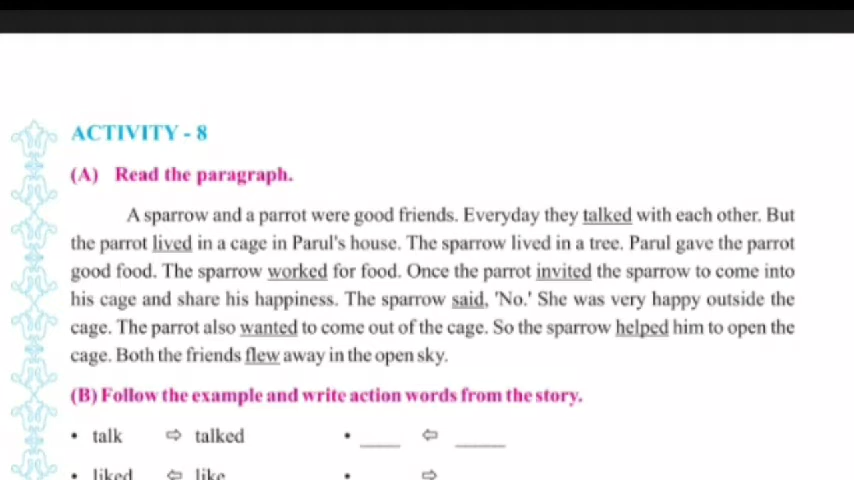 ACTIVITY - 8
(A) Read the paragraph.
A sparrow and a parrot were good friends. Everyday they talked with each other. But
the parrot lived in a cage in Parul's house. The sparrow lived in a tree. Parul gave the parrot
good food. The sparrow worked for food. Once the parrot invited the sparrow to come into
his cage and share his happiness. The sparrow said, 'No.' She was very happy outside the
cage. The parrot also wanted to come out of the cage. So the sparrow helped him to open the
cage. Both the friends flew away in the open sky.
(B) Follow the example and write action words from the story.
• talk ⇨ talked • ____ ⇦ _____
• liked ⇦ like • ⇨